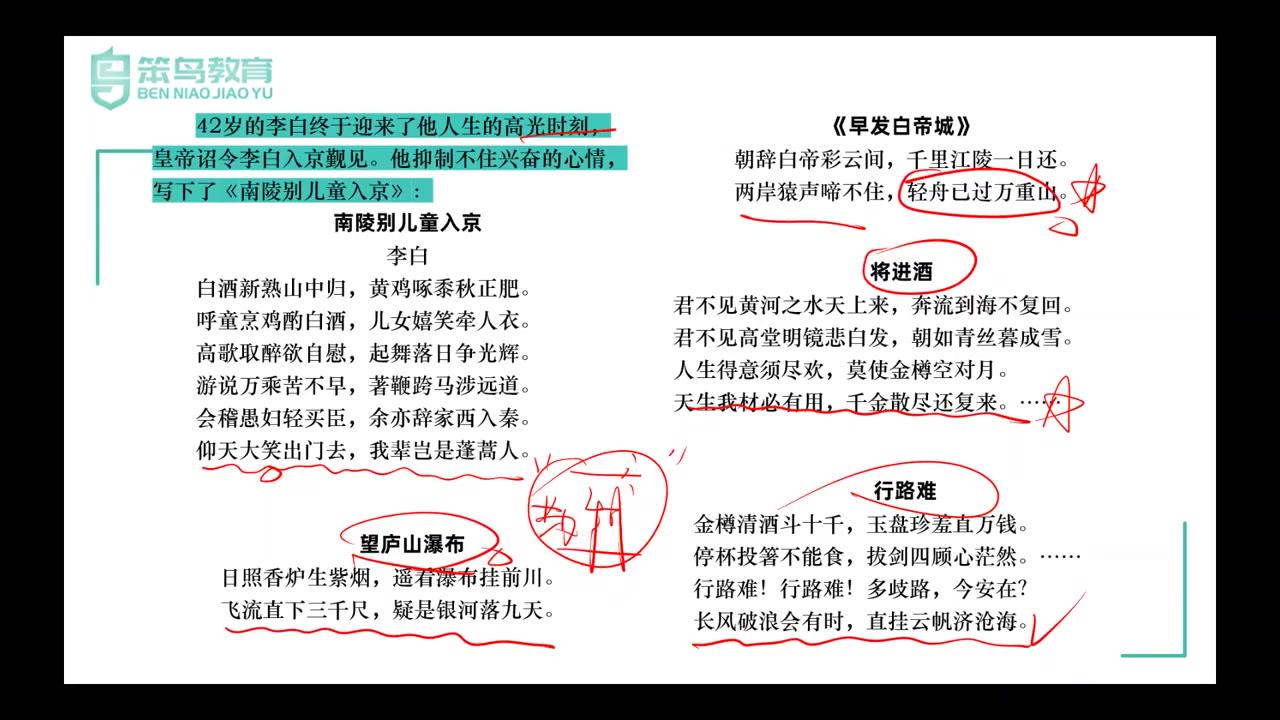 笨鸟教育
BEN NIAO JIAO YU
42岁的李白终于迎来了他人生的高光时刻，
皇帝诏令李白入京觐见。他抑制不住兴奋的心情，
写下了《南陵别儿童入京》：
南陵别儿童入京
李白
白酒新熟山中归，黄鸡啄黍秋正肥。
呼童烹鸡酌白酒，儿女嬉笑牵人衣。
高歌取醉欲自慰，起舞落日争光辉。
游说万乘苦不早，著鞭跨马涉远道。
会稽愚妇轻买臣，余亦辞家西入秦。
仰天大笑出门去，我辈岂是蓬蒿人。
望庐山瀑布
日照香炉生紫烟，遥看瀑布挂前川。
飞流直下三千尺，疑是银河落九天。
《早发白帝城》
朝辞白帝彩云间，千里江陵一日还。
两岸猿声啼不住，轻舟已过万重山。
将进酒
君不见黄河之水天上来，奔流到海不复回。
君不见高堂明镜悲白发，朝如青丝暮成雪。
人生得意须尽欢，莫使金樽空对月。
天生我材必有用，千金散尽还复来。……
行路难
金樽清酒斗十千，玉盘珍羞直万钱。
停杯投箸不能食，拔剑四顾心茫然。……
行路难！行路难！多歧路，今安在？
长风破浪会有时，直挂云帆济沧海。